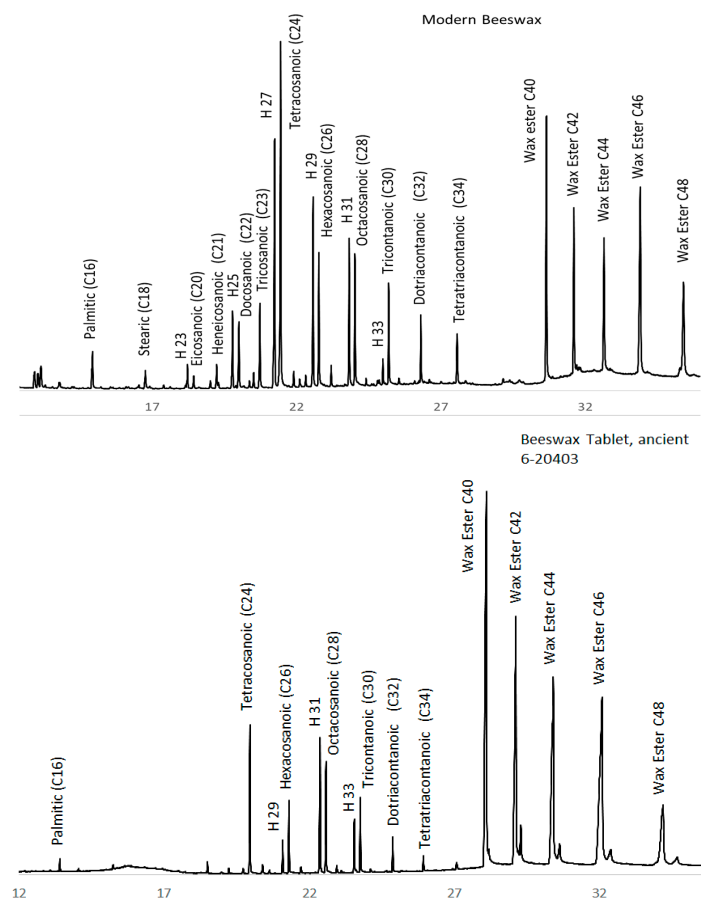 Modern Beeswax
Palmitic (C16)
Stearic (C18)
H 23
Eicosanoic (C20)
Heneicosanoic (C21)
H25
Docosanoic (C22)
Tricosanoic (C23)
H 27
Tetracosanoic (C24)
H 29
Hexacosanoic (C26)
H 31
Octacosanoic (C28)
H 33
Tricontanoic (C30)
Dotriacontanoic (C32)
Tetratriacontanoic (C34)
Wax ester C40
Wax Ester C42
Wax Ester C44
Wax Ester C46
Wax Ester C48
17 22 27 32
Beeswax Tablet, ancient
6-20403
Palmitic (C16)
Tetracosanoic (C24)
H 29
Hexacosanoic (C26)
H 31
Octacosanoic (C28)
H 33
Tricontanoic (C30)
Dotriacontanoic (C32)
Tetratriacontanoic (C34)
Wax Ester C40
Wax Ester C42
Wax Ester C44
Wax Ester C46
Wax Ester C48
12 17 22 27 32